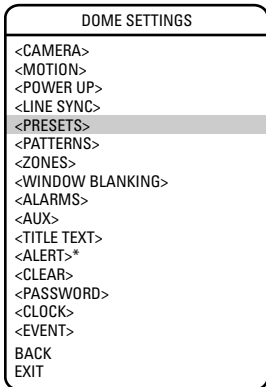 DOME SETTINGS
<CAMERA>
<MOTION>
<POWER UP>
<LINE SYNC>
<PRESETS>
<PATTERNS>
<ZONES>
<WINDOW BLANKING>
<ALARMS>
<AUX>
<TITLE TEXT>
<ALERT>*
<CLEAR>
<PASSWORD>
<CLOCK>
<EVENT>
BACK
EXIT